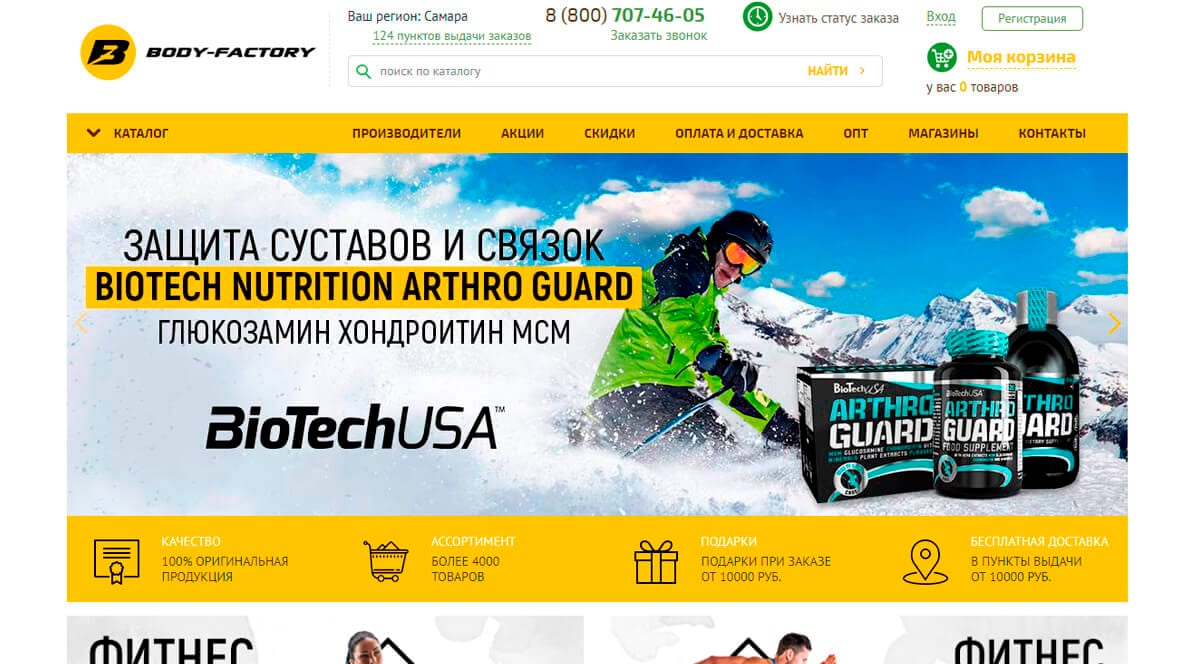 BODY-FACTORY
Ваш регион: Самара
124 пунктов выдачи заказов
8 (800) 707-46-05
Заказать звонок
Узнать статус заказа
Вход
Регистрация
поиск по каталогу
НАЙТИ
Моя корзина
у вас 0 товаров
КАТАЛОГ
ПРОИЗВОДИТЕЛИ
АКЦИИ
СКИДКИ
ОПЛАТА И ДОСТАВКА
ОПТ
МАГАЗИНЫ
КОНТАКТЫ
ЗАЩИТА СУСТАВОВ И СВЯЗОК
BIOTECH NUTRITION ARTHRO GUARD
ГЛЮКОЗАМИН ХОНДРОИТИН МСМ
BioTechUSA™
BioTechUSA
ARTHRO
GUARD
BioTechUSA
ARTHRO
GUARD
FOOD SUPPLEMENT
КАЧЕСТВО
100% ОРИГИНАЛЬНАЯ
ПРОДУКЦИЯ
АССОРТИМЕНТ
БОЛЕЕ 4000
ТОВАРОВ
ПОДАРКИ
ПОДАРКИ ПРИ ЗАКАЗЕ
ОТ 10000 РУБ.
БЕСПЛАТНАЯ ДОСТАВКА
В ПУНКТЫ ВЫДАЧИ
ОТ 10000 РУБ.
ФИТНЕС
ФИТНЕС